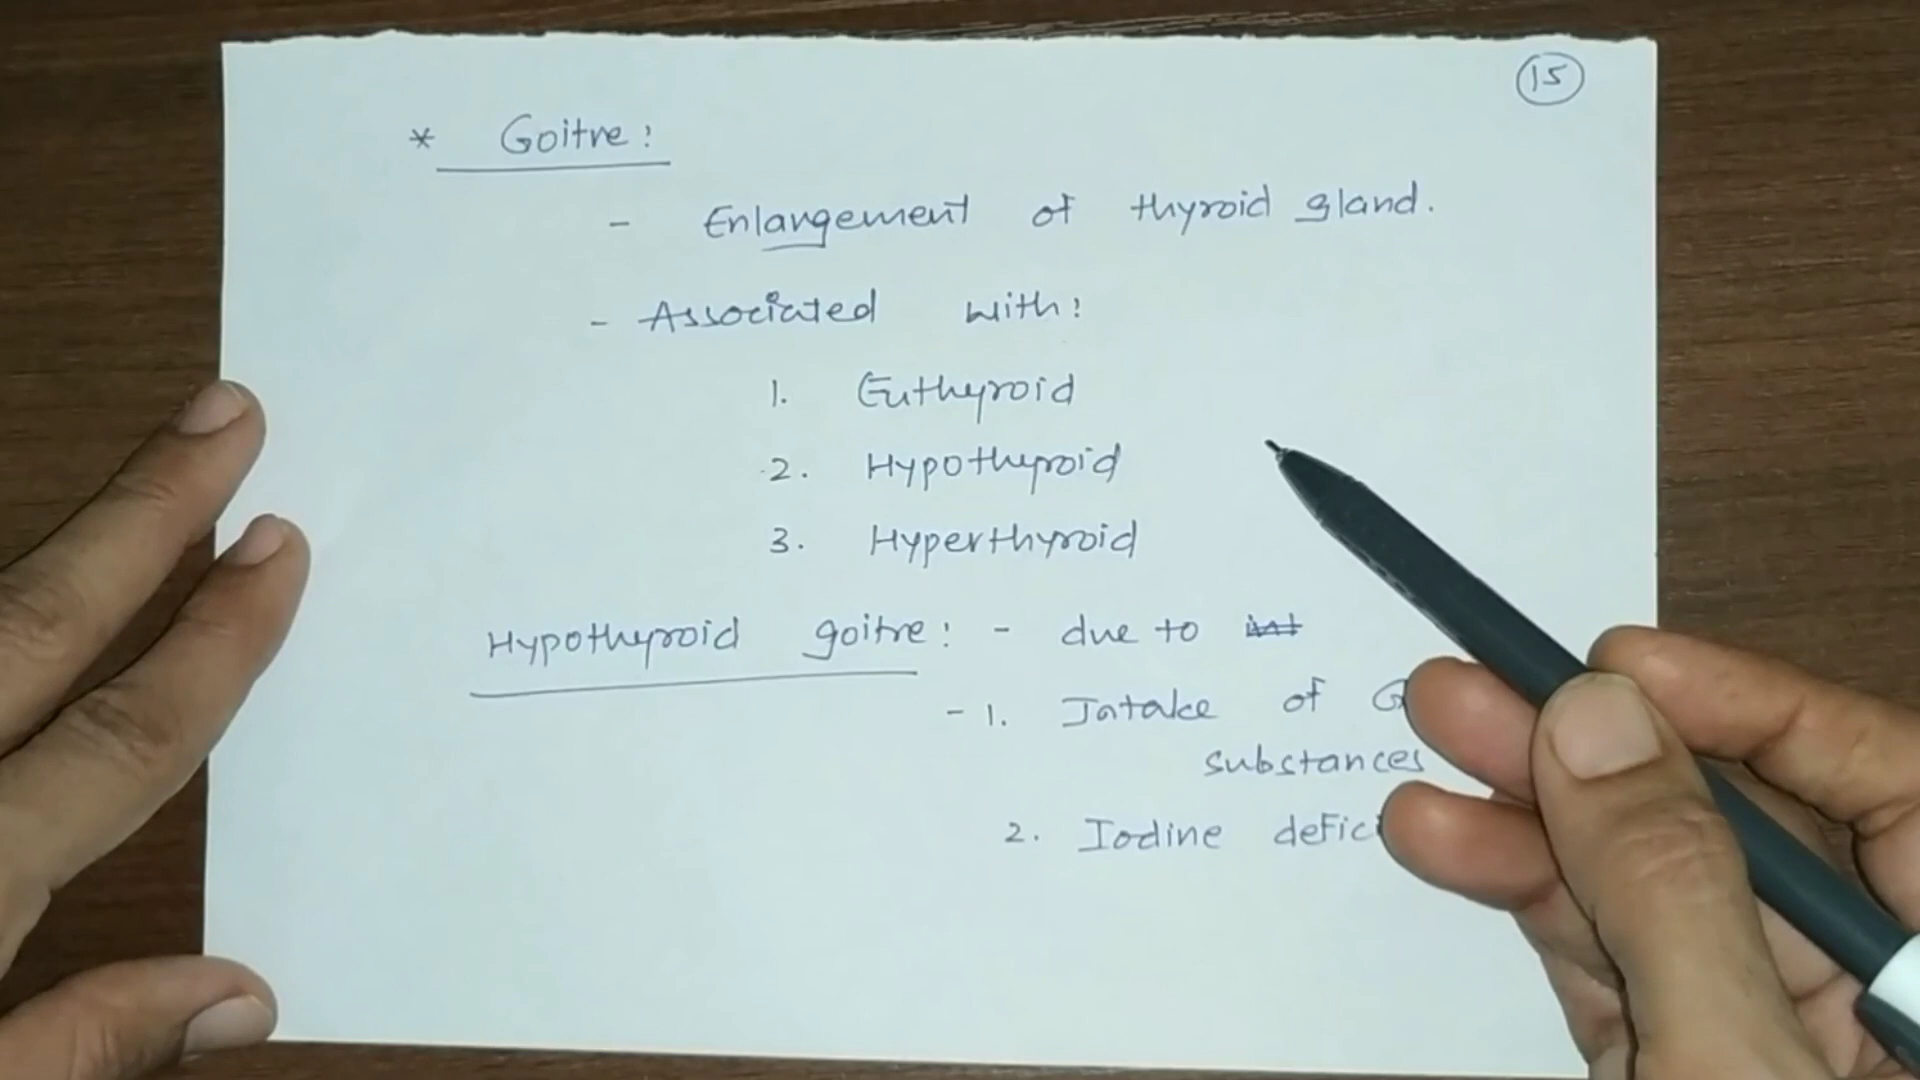 15
* Goitre:
- Enlargement of thyroid gland.
- Associated with:
1. Euthyroid
2. Hypothyroid
3. Hyperthyroid
Hypothyroid goitre: - due to
- 1. Intake of
substances
2. Iodine